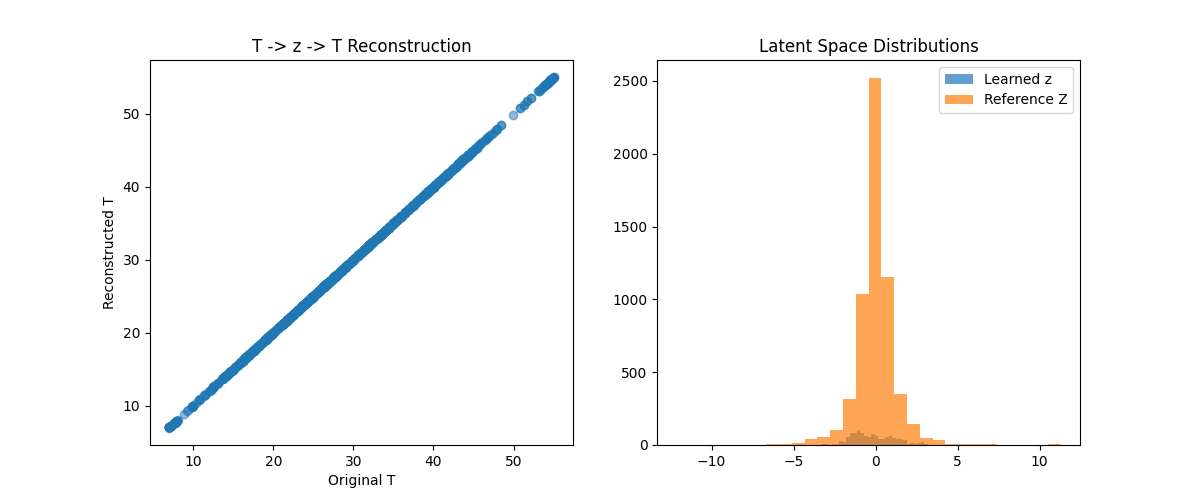 T -> z -> T Reconstruction
Reconstructed T
50
40
30
20
10
10 20 30 40 50
Original T
Latent Space Distributions
Learned z
Reference Z
2500
2000
1500
1000
500
0
−10 −5 0 5 10